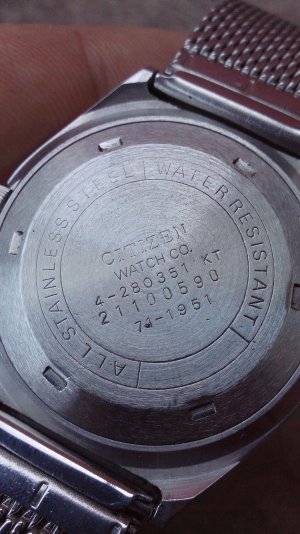 ALL STAINLESS STEEL
WATER RESISTANT
CITIZEN
WATCH CO.
4-280351 KT
21100590
71-1951